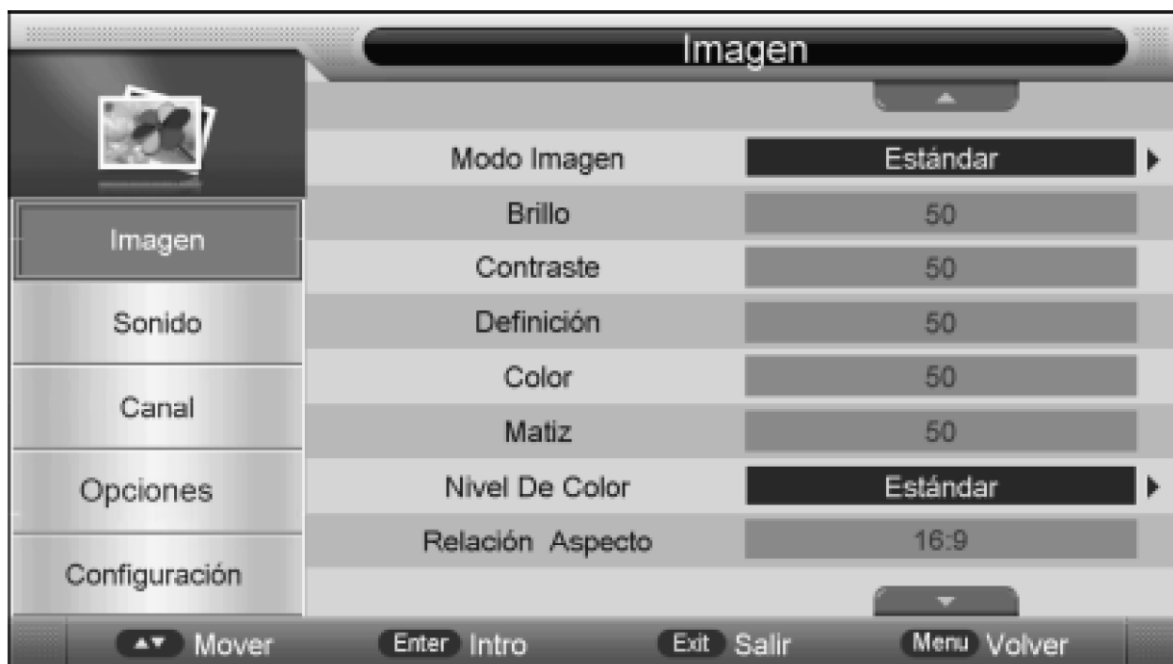 Imagen
Imagen
Sonido
Canal
Opciones
Configuración
Modo Imagen Estándar
Brillo 50
Contraste 50
Definición 50
Color 50
Matiz 50
Nivel De Color Estándar
Relación Aspecto 16:9
Mover Enter Intro Exit Salir Menu Volver